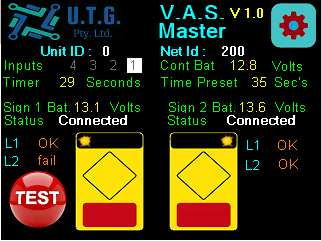 U.T.G. V.A.S. V 1.0
Pty. Ltd. Master
Unit ID : 0 Net Id : 200
Inputs 4 3 2 1 Cont Bat 12.8 Volts
Timer 29 Seconds Time Preset 35 Sec's
Sign 1 Bat. 13.1 Volts Sign 2 Bat. 13.6 Volts
Status Connected Status Connected
L1 OK L1 OK
L2 fail L2 OK
TEST